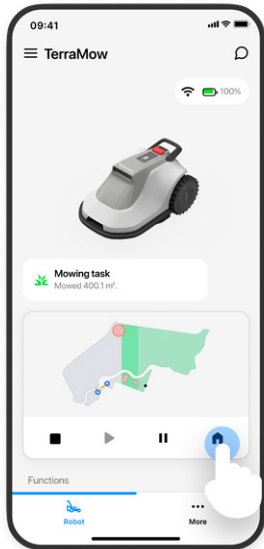 09:41
TerraMow
100%
Mowing task
Mowed 400.1 m².
Functions
Robot
More